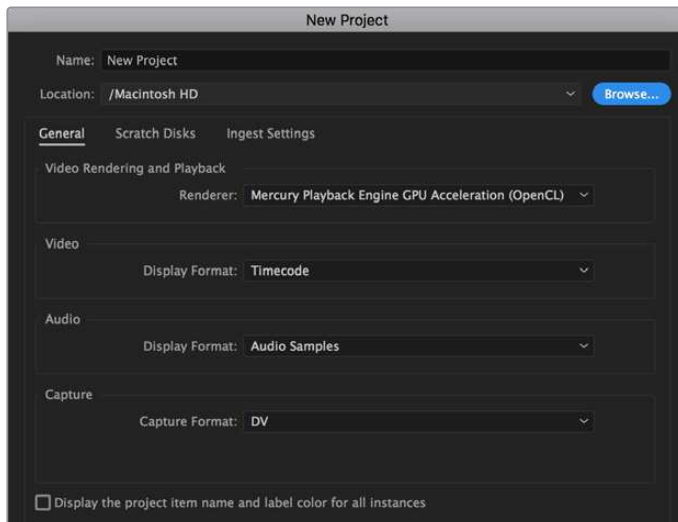 New Project
Name: New Project
Location: /Macintosh HD Browse...
General Scratch Disks Ingest Settings
Video Rendering and Playback
Renderer: Mercury Playback Engine GPU Acceleration (OpenCL)
Video
Display Format: Timecode
Audio
Display Format: Audio Samples
Capture
Capture Format: DV
Display the project item name and label color for all instances